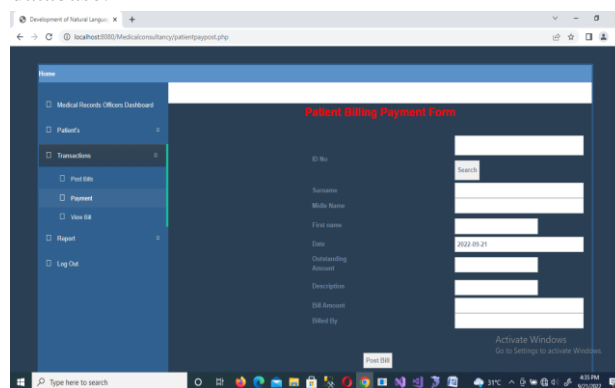 Development of Natural Languag
localhost:8080/Medicalconsultancy/patientpaypost.php
Home
Medical Records Officers Dashboard
Patient's
Transactions
Post Bills
Payment
View Bill
Report
Log Out
Patient Billing Payment Form
ID No
Search
Surname
Midle Name
First name
Date
2022-09-21
Outstanding
Amount
Description
Bill Amount
Billed By
Post Bill
Activate Windows
Go to Settings to activate Windows.
Type here to search
31°C
4:35 PM
9/21/2022